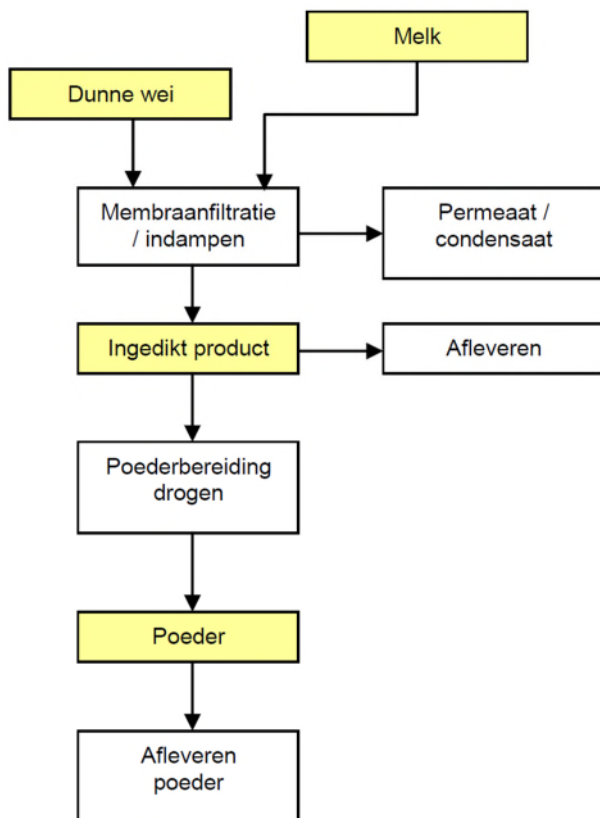 Melk
Dunne wei
Membraanfiltratie
/ indampen
Permeaat /
condensaat
Ingedikt product
Afleveren
Poederbereiding
drogen
Poeder
Afleveren
poeder